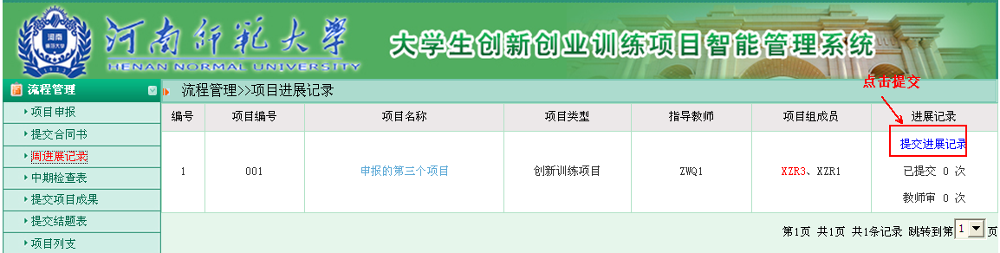 河南师范大学
HENAN NORMAL UNIVERSITY
大学生创新创业训练项目智能管理系统
流程管理
项目申报
提交合同书
周进展记录
中期检查表
提交项目成果
提交结题表
项目列支
流程管理>>项目进展记录
点击提交
编号 项目编号 项目名称 项目类型 指导教师 项目组成员 进展记录
1 001 申报的第三个项目 创新训练项目 ZWQ1 XZR3、XZR1
提交进展记录
已提交 0 次
教师审 0 次
第1页 共1页 共1条记录 跳转到第 1 页